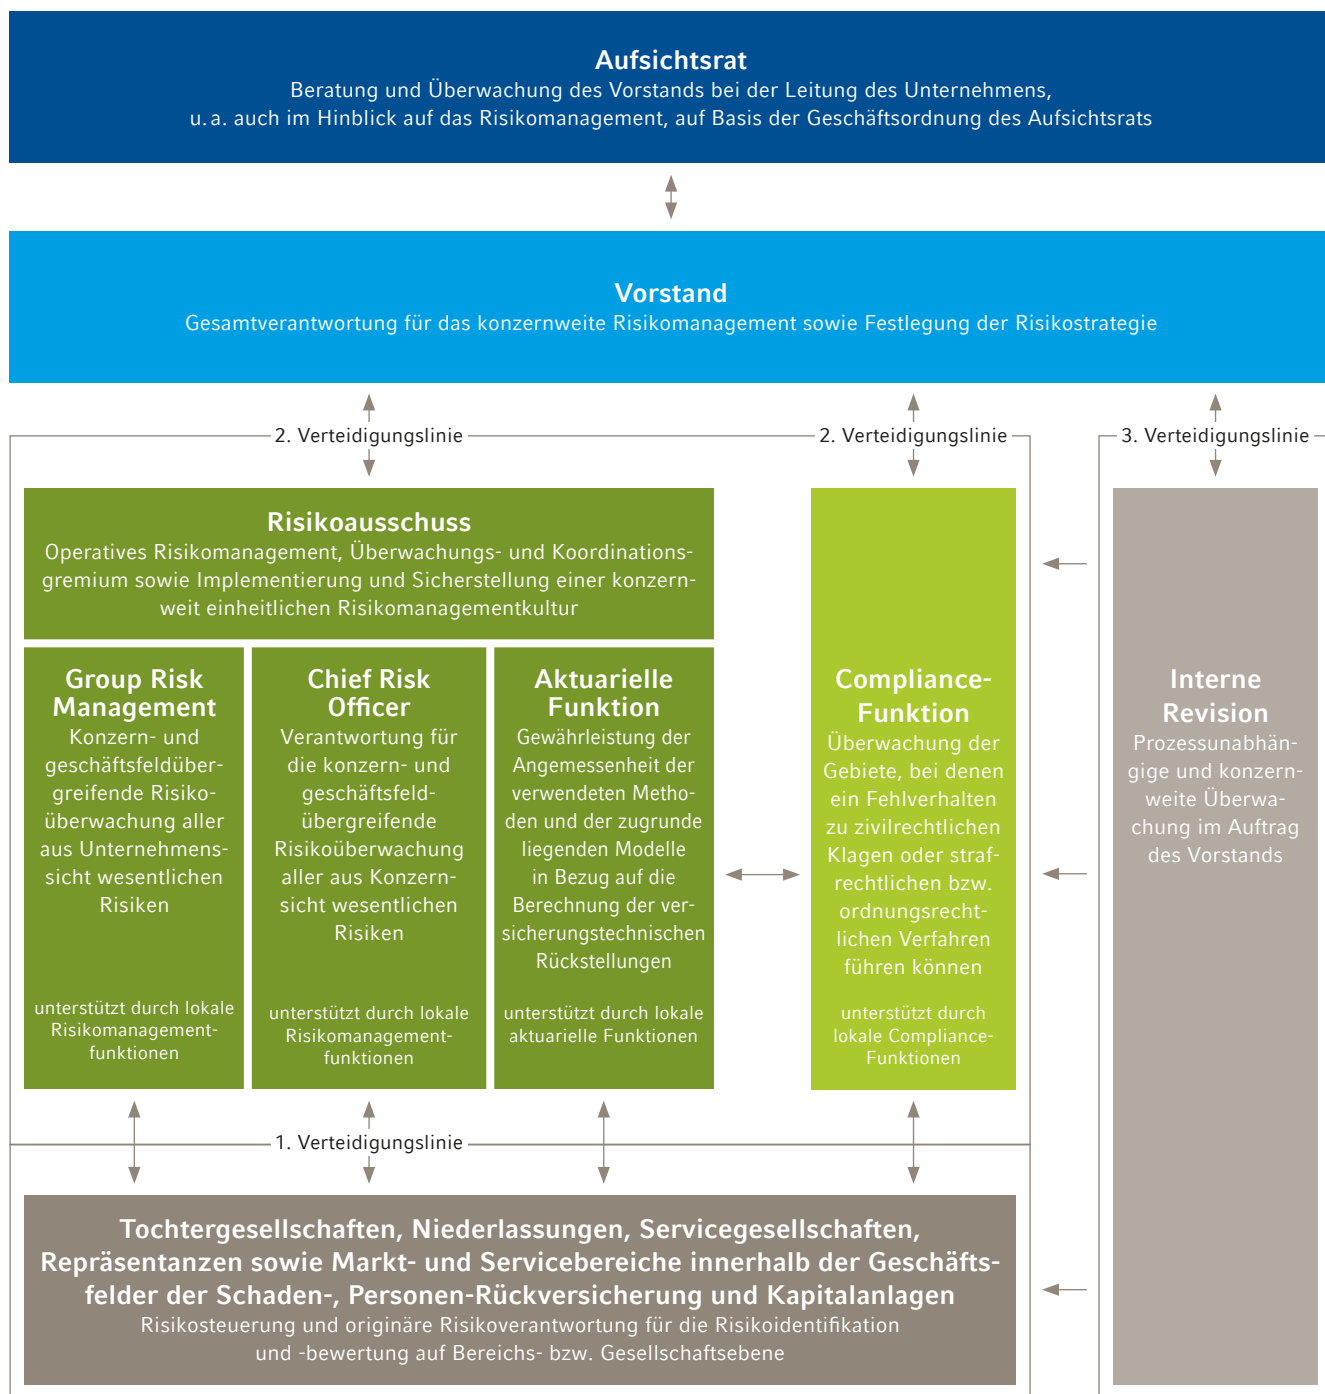 Aufsichtsrat
Beratung und Überwachung des Vorstands bei der Leitung des Unternehmens,
u. a. auch im Hinblick auf das Risikomanagement, auf Basis der Geschäftsordnung des Aufsichtsrats
Vorstand
Gesamtverantwortung für das konzernweite Risikomanagement sowie Festlegung der Risikostrategie
2. Verteidigungslinie
2. Verteidigungslinie
3. Verteidigungslinie
Risikoausschuss
Operatives Risikomanagement, Überwachungs- und Koordinations-
gremium sowie Implementierung und Sicherstellung einer konzern-
weit einheitlichen Risikomanagementkultur
Group Risk
Management
Konzern- und
geschäftsfeldüber-
greifende Risiko-
überwachung aller
aus Unternehmens-
sicht wesentlichen
Risiken
unterstützt durch lokale
Risikomanagement-
funktionen
Chief Risk
Officer
Verantwortung für
die konzern- und
geschäftsfeld-
übergreifende
Risikoüberwachung
aller aus Konzern-
sicht wesentlichen
Risiken
unterstützt durch lokale
Risikomanagement-
funktionen
Aktuarielle
Funktion
Gewährleistung der
Angemessenheit der
verwendeten Metho-
den und der zugrunde
liegenden Modelle
in Bezug auf die
Berechnung der ver-
sicherungstechnischen
Rückstellungen
unterstützt durch lokale
aktuarielle Funktionen
Compliance-
Funktion
Überwachung der
Gebiete, bei denen
ein Fehlverhalten
zu zivilrechtlichen
Klagen oder straf-
rechtlichen bzw.
ordnungsrecht-
lichen Verfahren
führen können
unterstützt durch
lokale Compliance-
Funktionen
Interne
Revision
Prozessunabhän-
gige und konzern-
weite Überwa-
chung im Auftrag
des Vorstands
1. Verteidigungslinie
Tochtergesellschaften, Niederlassungen, Servicegesellschaften,
Repräsentanzen sowie Markt- und Servicebereiche innerhalb der Geschäfts-
felder der Schaden-, Personen-Rückversicherung und Kapitalanlagen
Risikosteuerung und originäre Risikoverantwortung für die Risikoidentifikation
und -bewertung auf Bereichs- bzw. Gesellschaftsebene